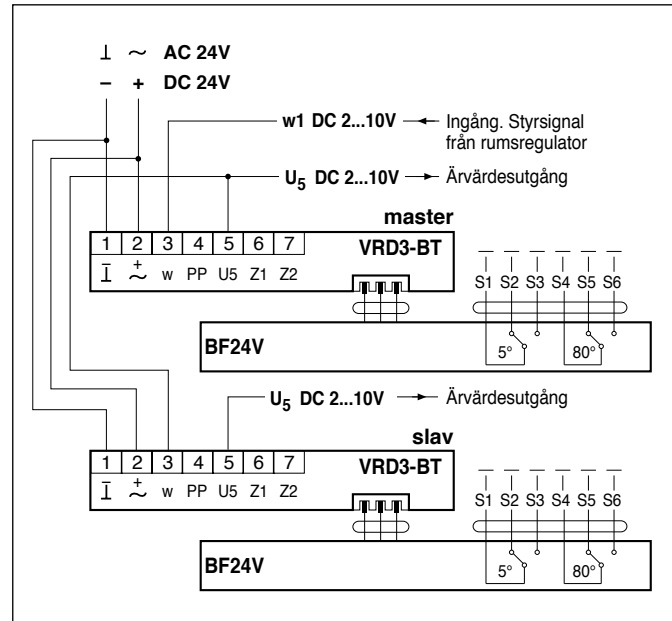 ⊥ ~ AC 24V
− + DC 24V
w1 DC 2...10V Ingång. Styrsignal
från rumsregulator
U5 DC 2...10V Ärvärdesutgång
master
1 2 3 4 5 6 7 VRD3-BT
⊥ ~ w PP U5 Z1 Z2
− +
S1 S2 S3 S4 S5 S6
BF24V
5° 80°
U5 DC 2...10V Ärvärdesutgång
slav
1 2 3 4 5 6 7 VRD3-BT
⊥ ~ w PP U5 Z1 Z2
− +
S1 S2 S3 S4 S5 S6
BF24V
5° 80°